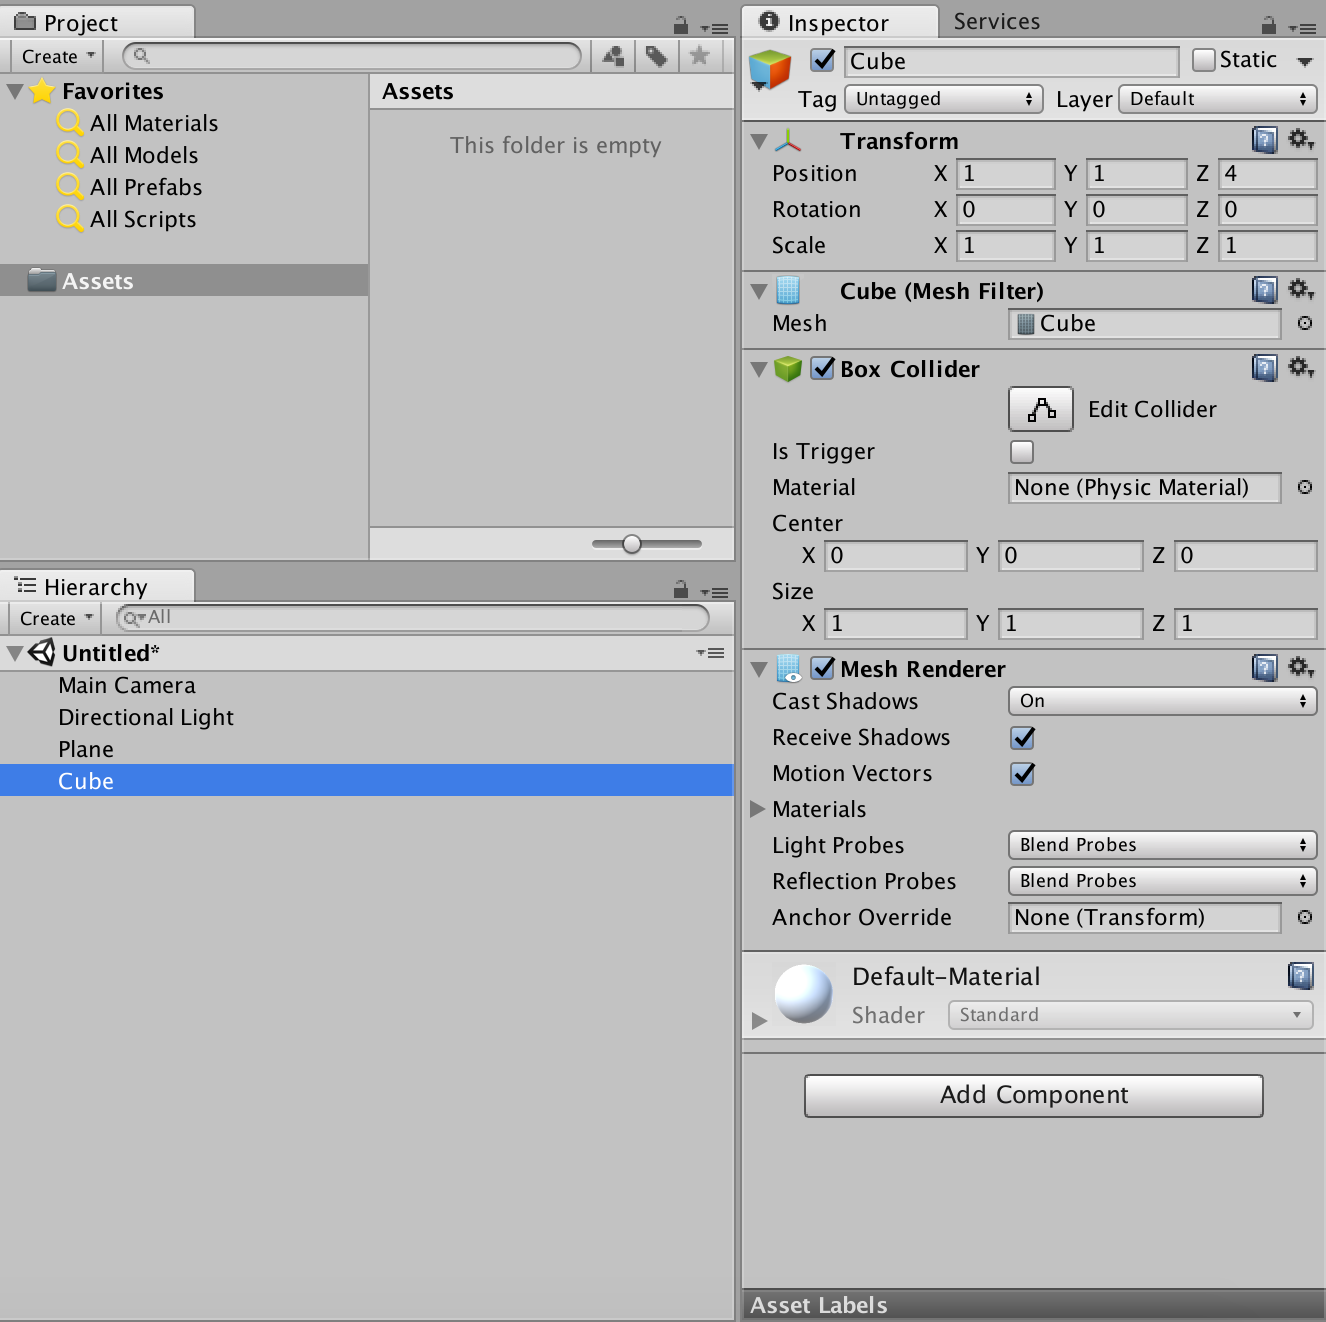 Project
Create
Favorites
All Materials
All Models
All Prefabs
All Scripts
Assets
Assets
This folder is empty
Hierarchy
Create
All
Untitled*
Main Camera
Directional Light
Plane
Cube
Inspector
Services
Cube
Static
Tag Untagged Layer Default
Transform
Position X 1 Y 1 Z 4
Rotation X 0 Y 0 Z 0
Scale X 1 Y 1 Z 1
Cube (Mesh Filter)
Mesh Cube
Box Collider
Edit Collider
Is Trigger
Material None (Physic Material)
Center
X 0 Y 0 Z 0
Size
X 1 Y 1 Z 1
Mesh Renderer
Cast Shadows On
Receive Shadows
Motion Vectors
Materials
Light Probes Blend Probes
Reflection Probes Blend Probes
Anchor Override None (Transform)
Default-Material
Shader Standard
Add Component
Asset Labels